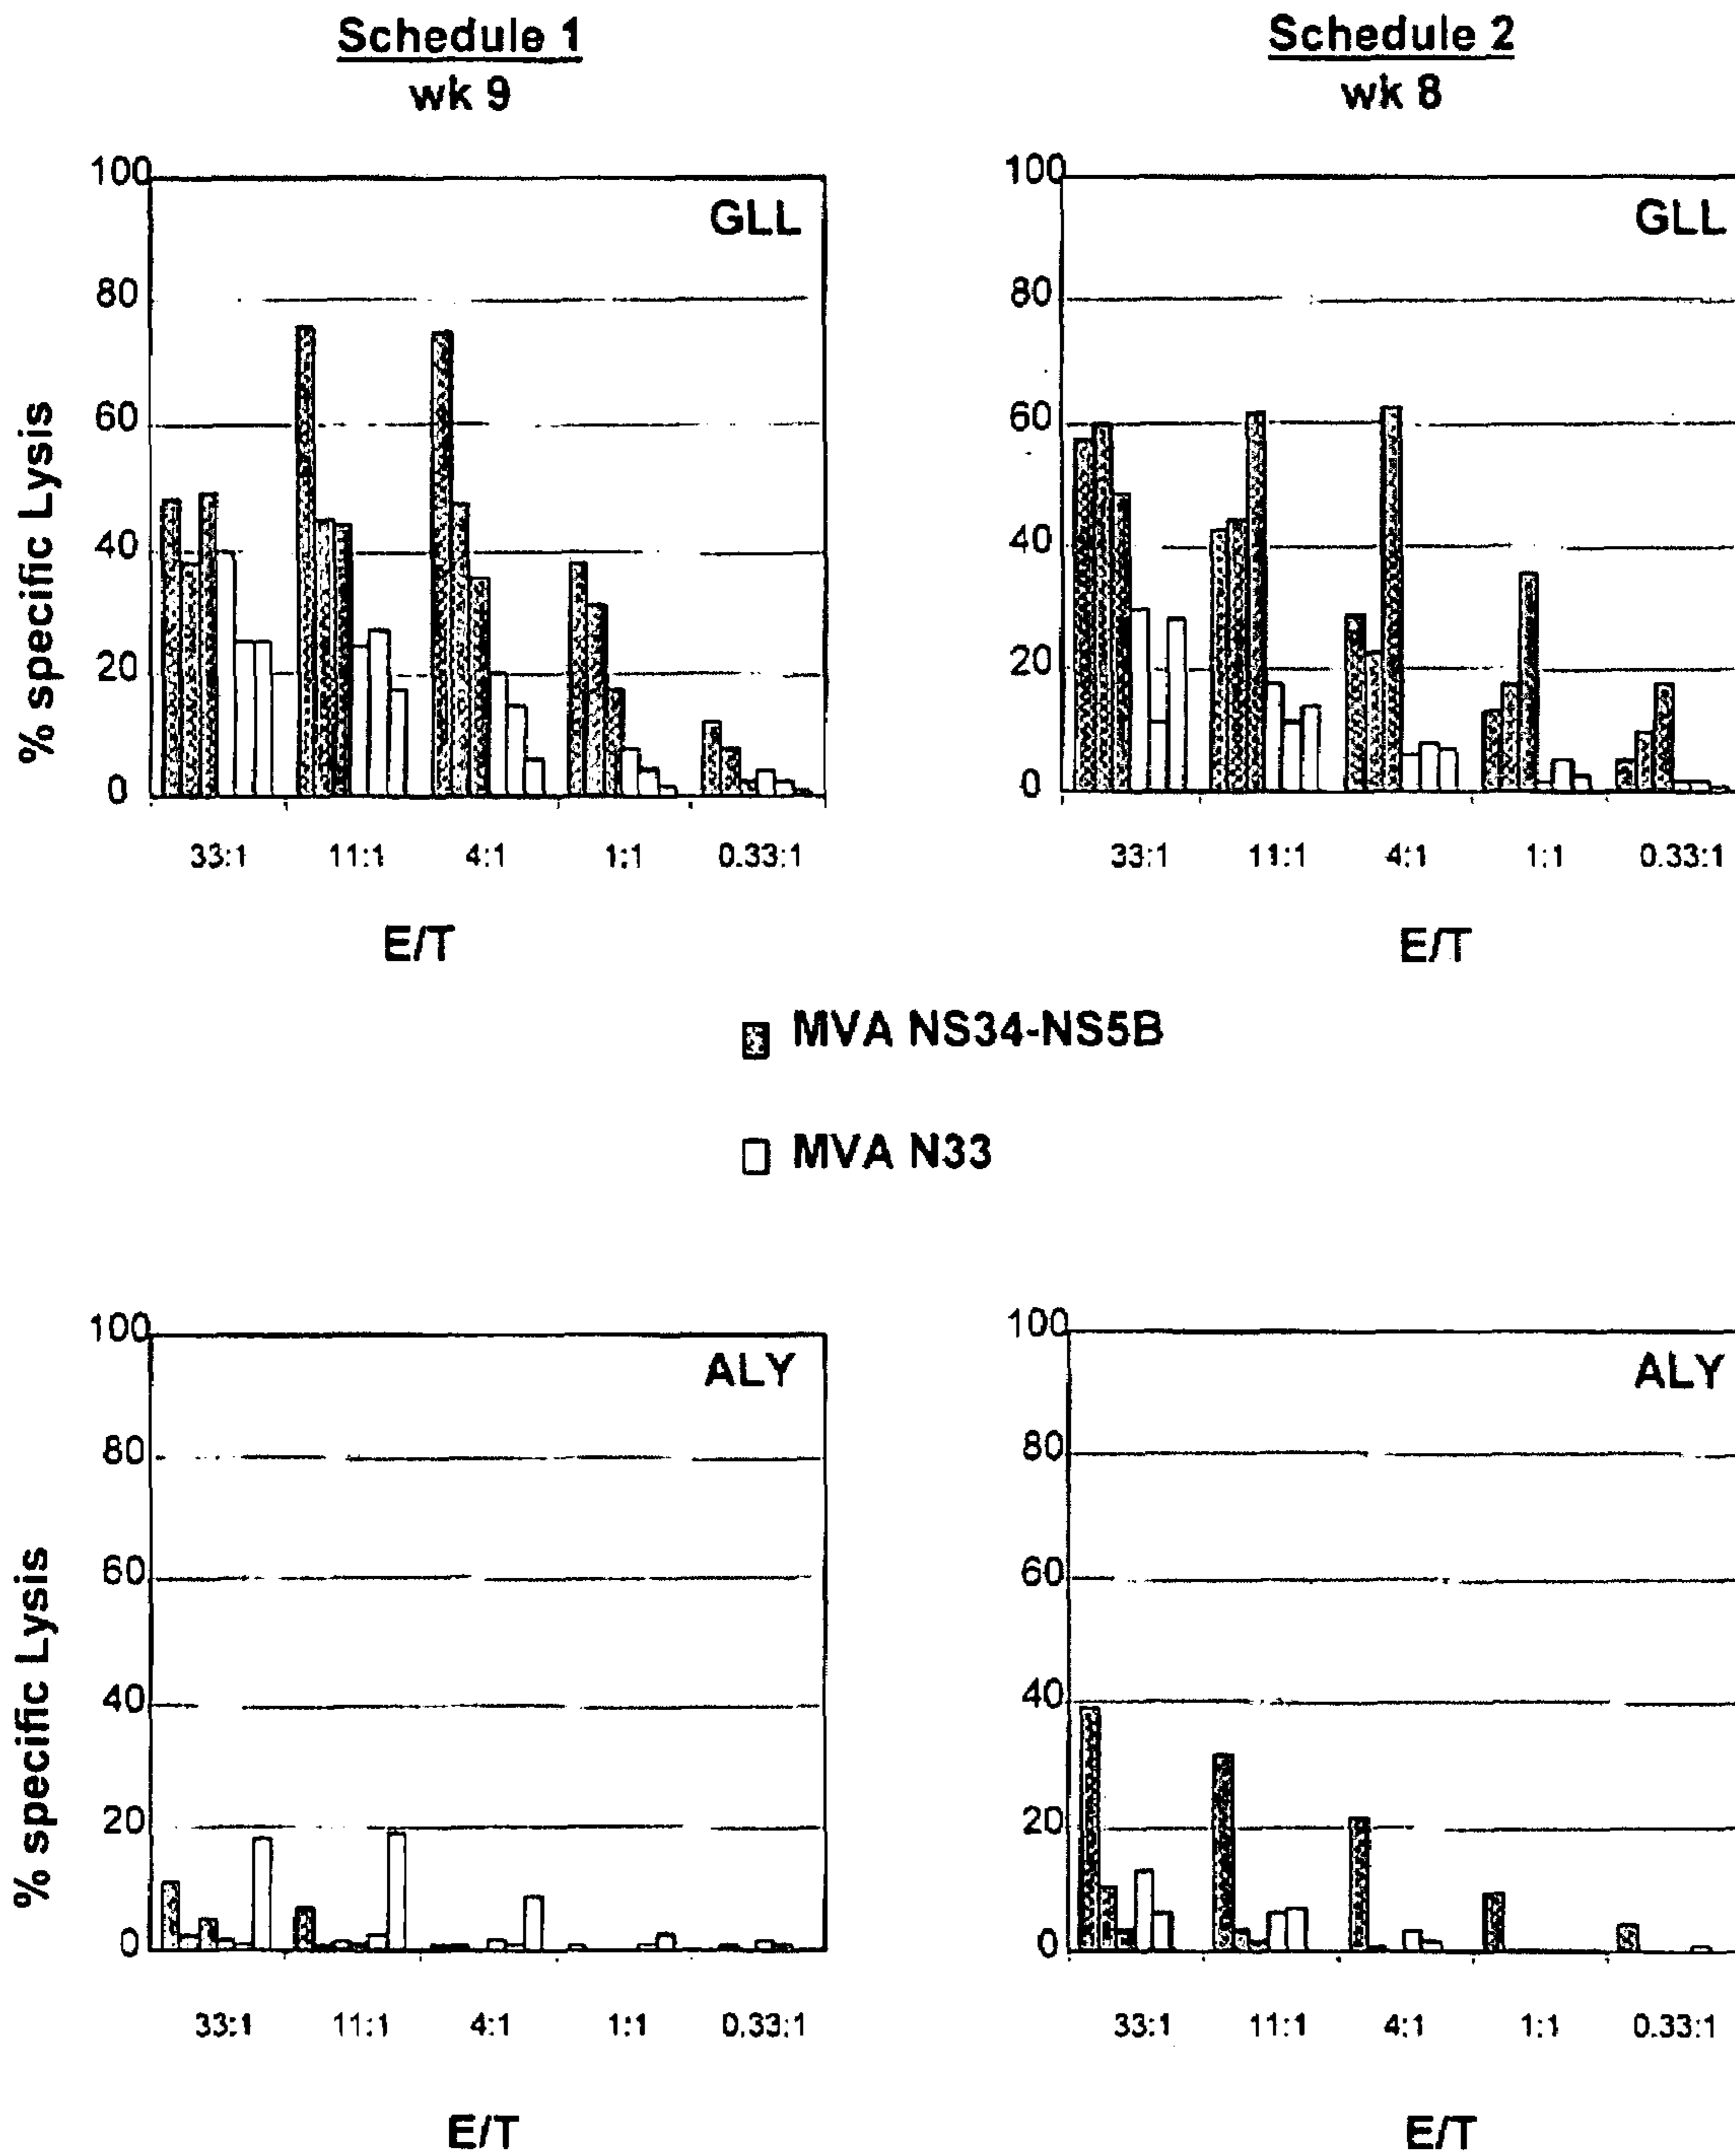 Schedule 1
wk 9
Schedule 2
wk 8
% specific Lysis
100
80
60
40
20
0
GLL
33:1 11:1 4:1 1:1 0.33:1
E/T
100
80
60
40
20
0
GLL
33:1 11:1 4:1 1:1 0.33:1
E/T
MVA NS34-NS5B
MVA N33
% specific Lysis
100
80
60
40
20
0
ALY
33:1 11:1 4:1 1:1 0.33:1
E/T
100
80
60
40
20
0
ALY
33:1 11:1 4:1 1:1 0.33:1
E/T